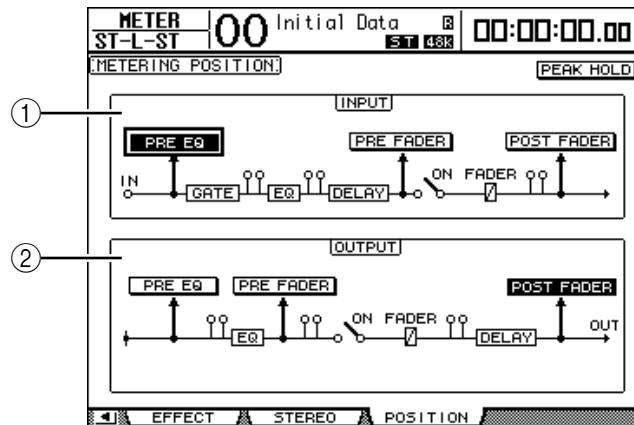 METER
ST-L-ST
00 Initial Data R
ST 48K
00:00:00.00
METERING POSITION
PEAK HOLD
1
INPUT
PRE EQ PRE FADER POST FADER
IN GATE EQ DELAY ON FADER
2
OUTPUT
PRE EQ PRE FADER POST FADER
EQ ON FADER DELAY OUT
EFFECT STEREO POSITION